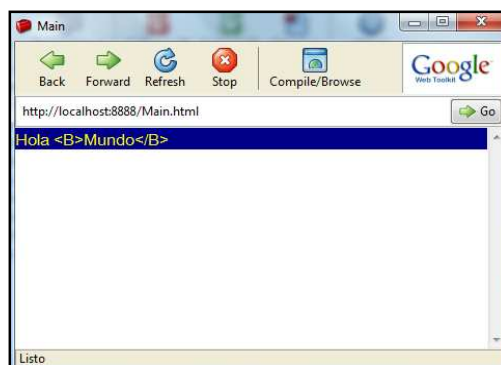 Main
Back Forward Refresh Stop Compile/Browse
Google
Web Toolkit
http://localhost:8888/Main.html Go
Hola <B>Mundo</B>
Listo